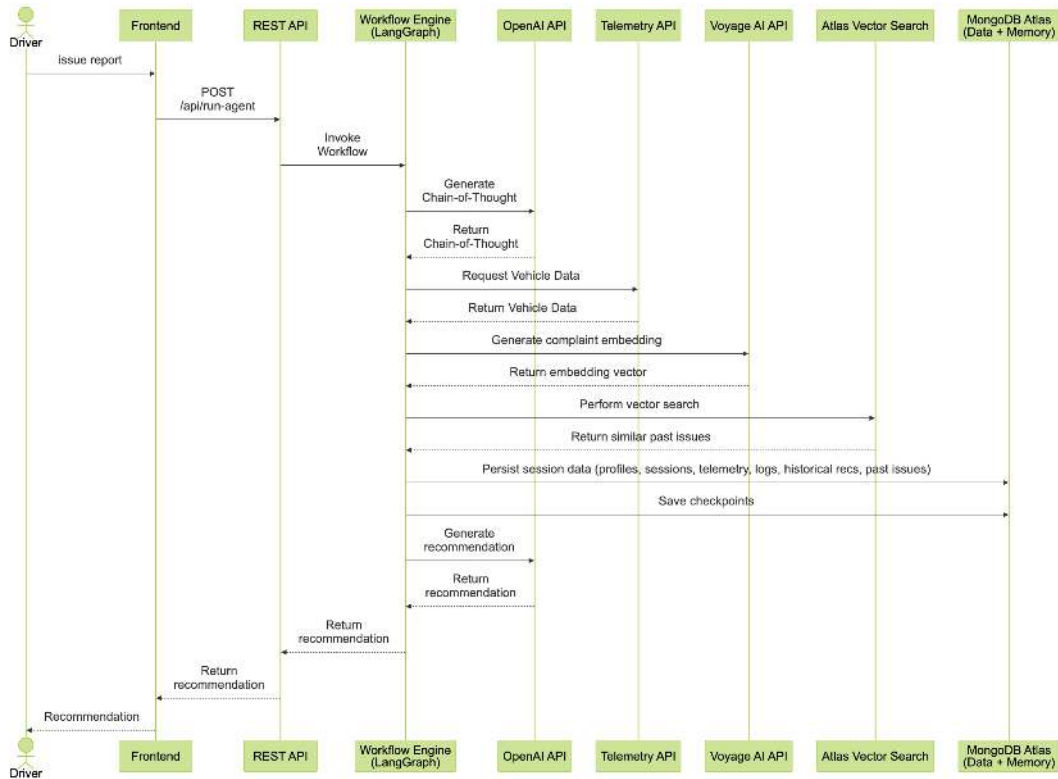 Driver
Frontend
REST API
Workflow Engine
(LangGraph)
OpenAI API
Telemetry API
Voyage AI API
Atlas Vector Search
MongoDB Atlas
(Data + Memory)
issue report
POST
/api/run-agent
Invoke
Workflow
Generate
Chain-of-Thought
Return
Chain-of-Thought
Request Vehicle Data
Return Vehicle Data
Generate complaint embedding
Return embedding vector
Perform vector search
Return similar past issues
Persist session data (profiles, sessions, telemetry, logs, historical recs, past issues)
Save checkpoints
Generate
recommendation
Return
recommendation
Return
recommendation
Return
recommendation
Recommendation
Driver
Frontend
REST API
Workflow Engine
(LangGraph)
OpenAI API
Telemetry API
Voyage AI API
Atlas Vector Search
MongoDB Atlas
(Data + Memory)